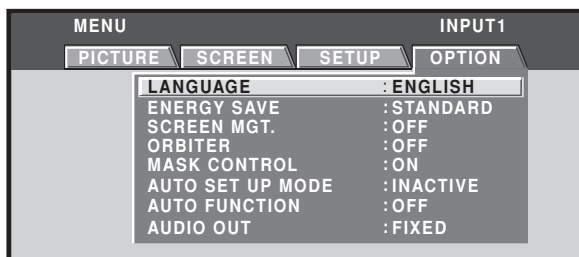 MENU INPUT1
PICTURE SCREEN SETUP OPTION
LANGUAGE :ENGLISH
ENERGY SAVE :STANDARD
SCREEN MGT. :OFF
ORBITER :OFF
MASK CONTROL :ON
AUTO SET UP MODE :INACTIVE
AUTO FUNCTION :OFF
AUDIO OUT :FIXED